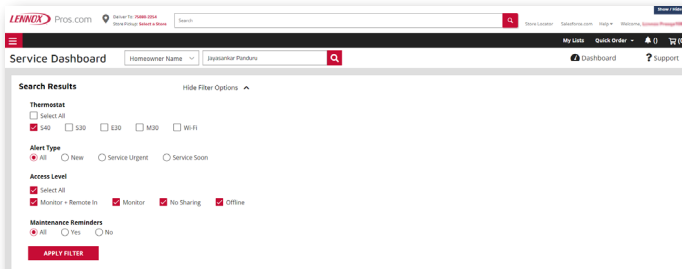 Show / Hide
LENNOX Pros.com
Deliver To: 75080-2254
Store Pickup: Select a Store
Search
Store Locator Salesforce.com Help Welcome,
My Lists Quick Order ()
Service Dashboard Homeowner Name Jayasankar Panduru Dashboard ? Support
Search Results Hide Filter Options
Thermostat
Select All
S40 S30 E30 M30 Wi-Fi
Alert Type
All New Service Urgent Service Soon
Access Level
Select All
Monitor + Remote In Monitor No Sharing Offline
Maintenance Reminders
All Yes No
APPLY FILTER